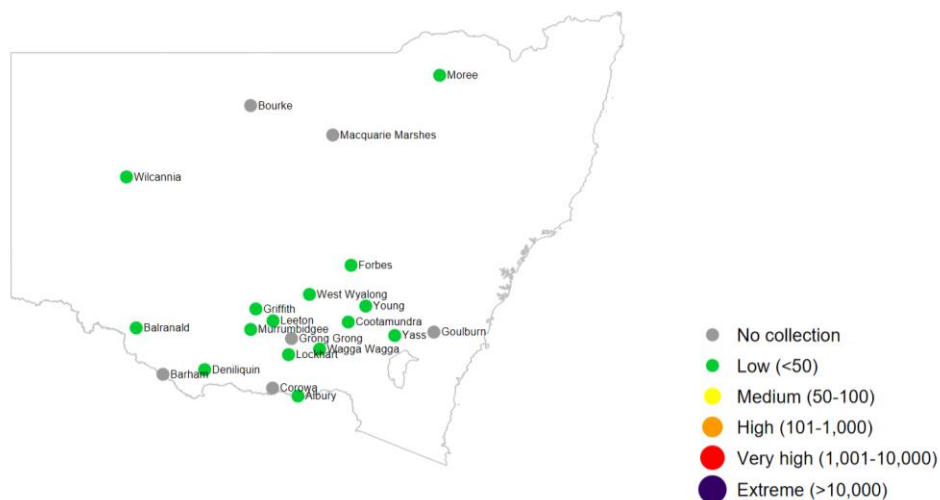 Moree
Bourke
Macquarie Marshes
Wilcannia
Forbes
West Wyalong
Griffith
Young
Leeton
Cootamundra
Balranald
Murrumbidgee
Goulburn
Yass
Grong Grong
Wagga Wagga
Lockhart
Deniliquin
Barham
Corowa
Albury
No collection
Low (<50)
Medium (50-100)
High (101-1,000)
Very high (1,001-10,000)
Extreme (>10,000)